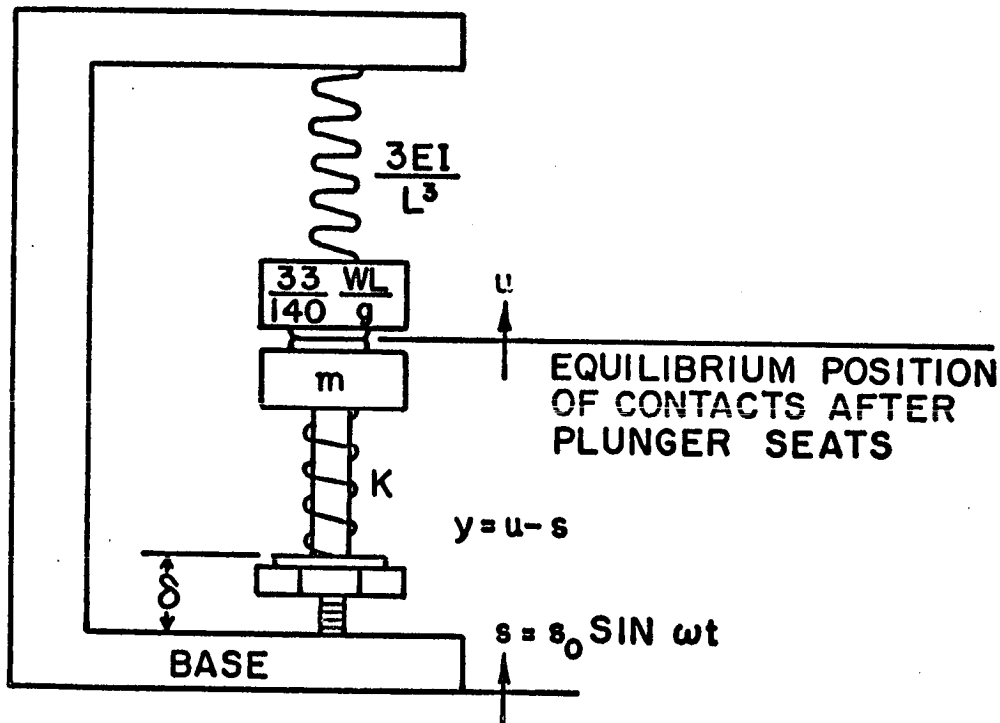 3EI
L³
33 WL
140 g
u
m
EQUILIBRIUM POSITION
OF CONTACTS AFTER
PLUNGER SEATS
K
y = u - s
δ
s = s₀ SIN ωt
BASE